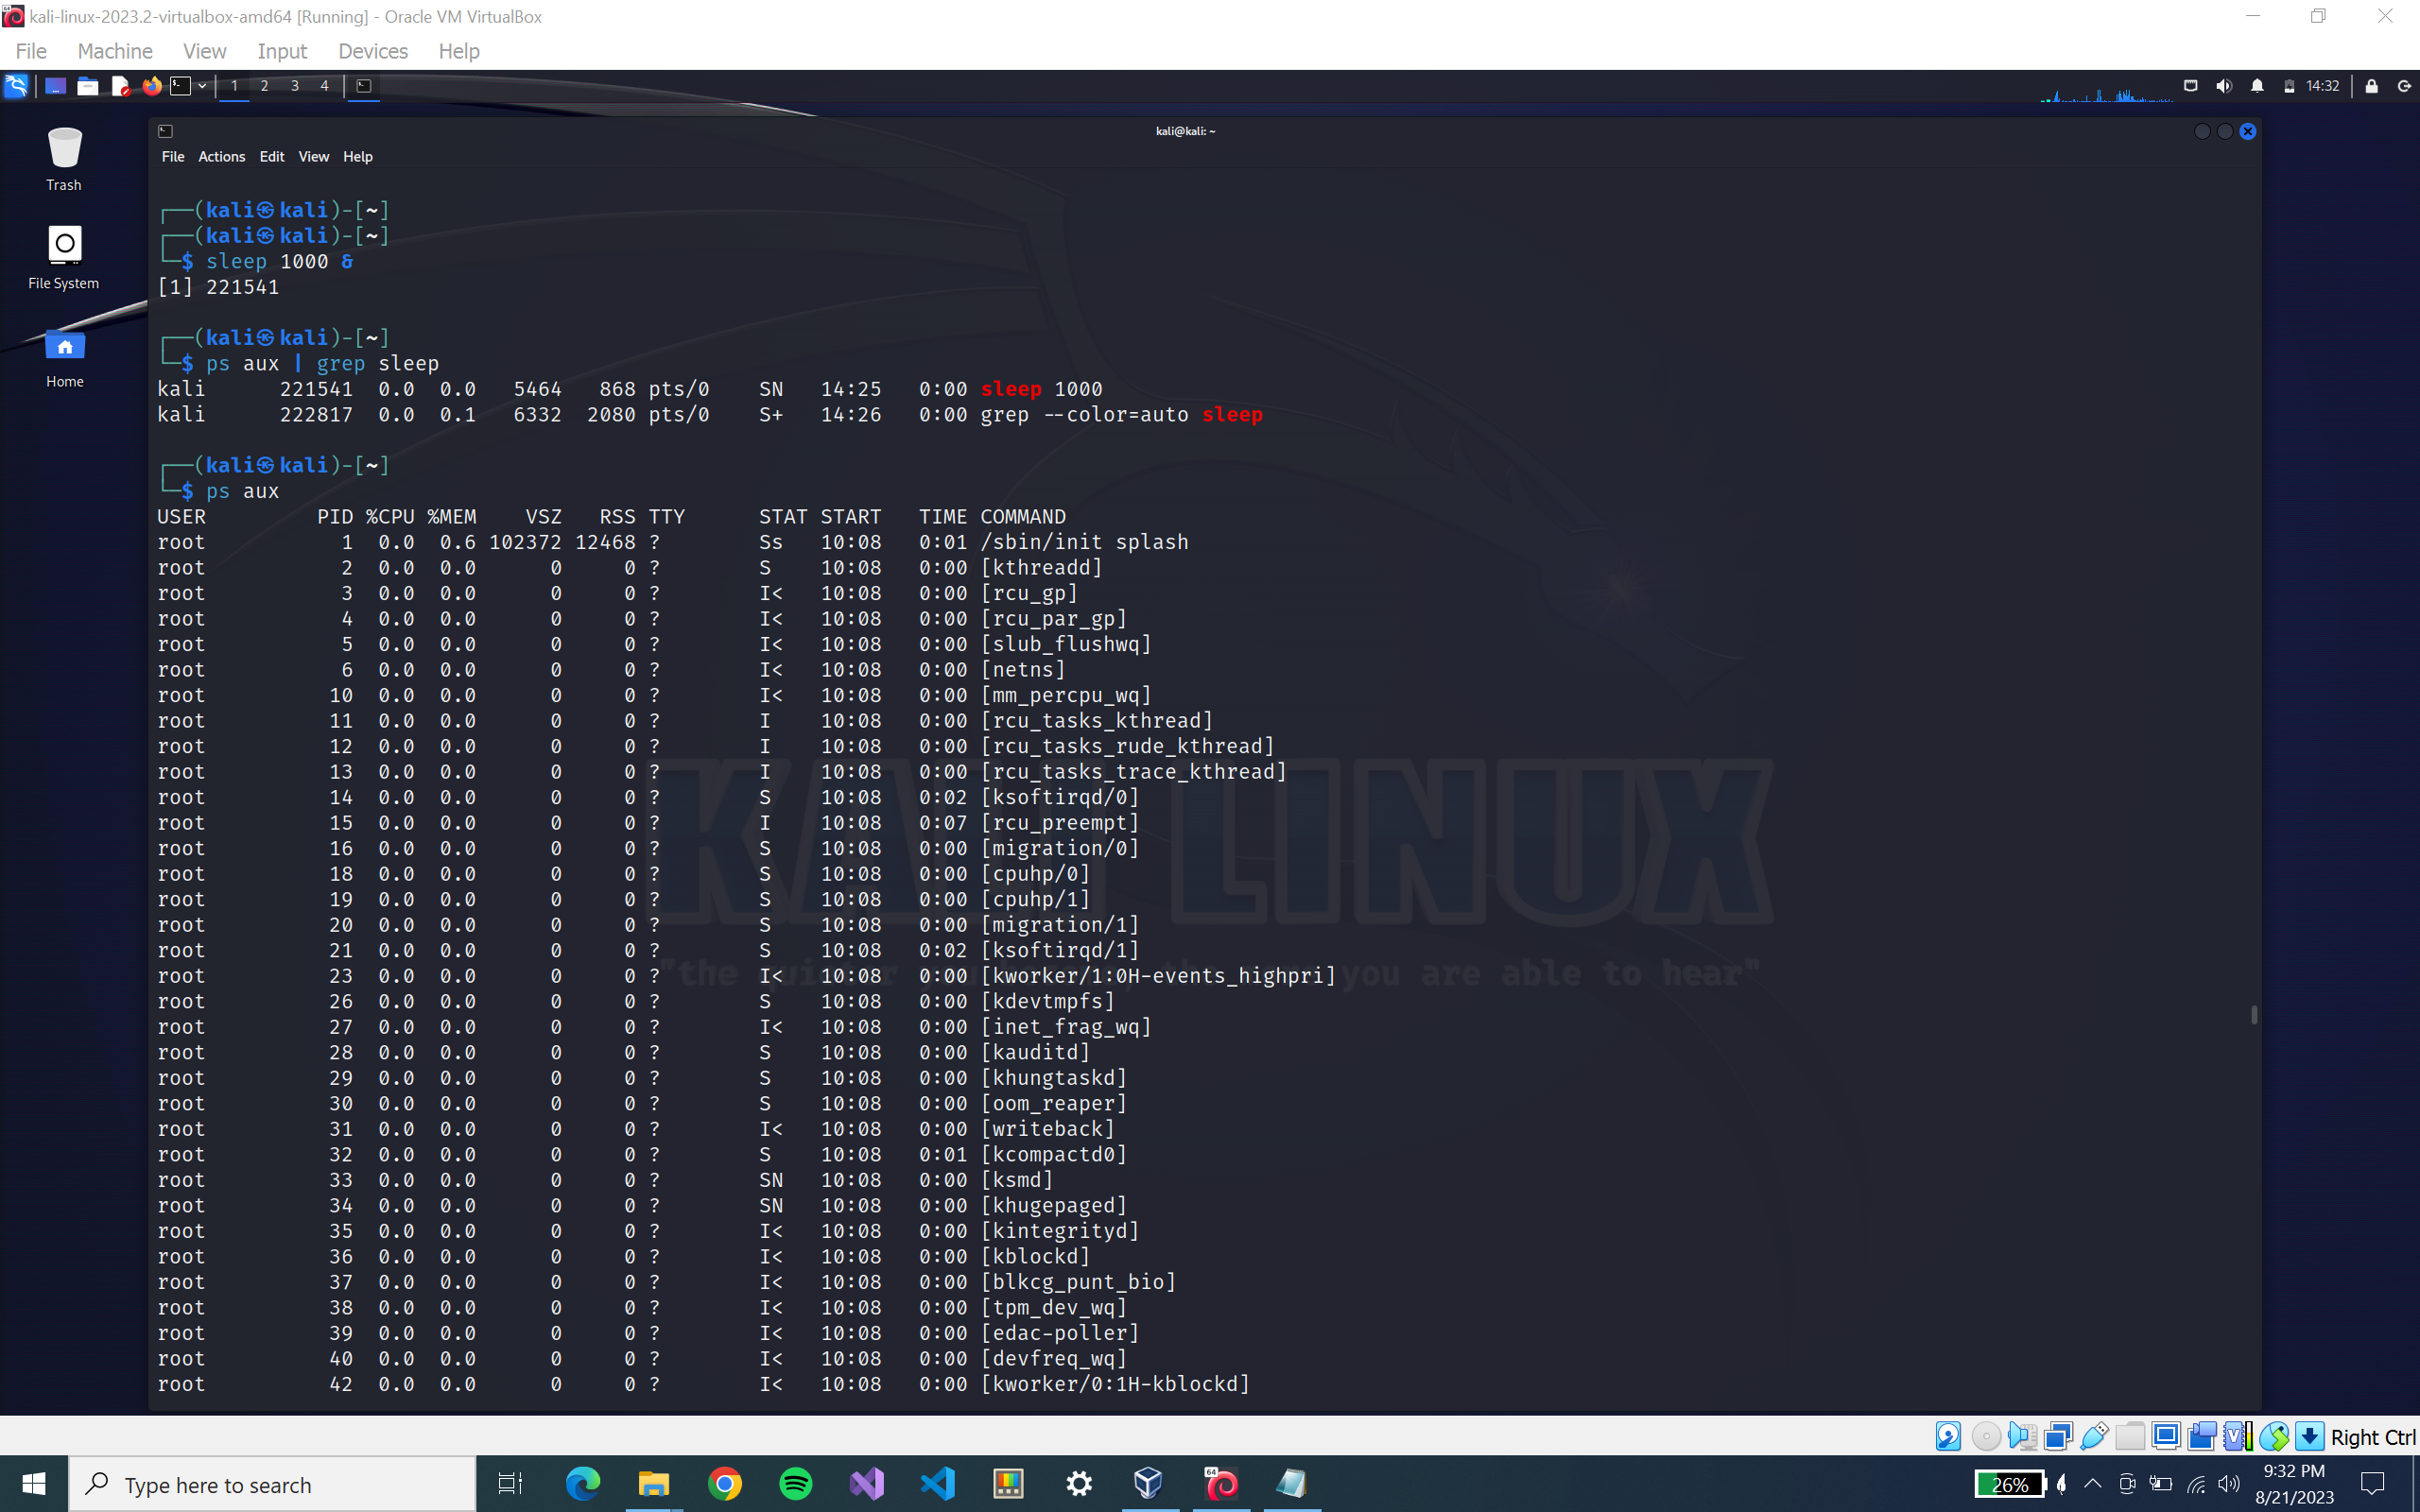 kali-linux-2023.2-virtualbox-amd64 [Running] - Oracle VM VirtualBox
File Machine View Input Devices Help
1 2 3 4 14:32
kali@kali: ~
File Actions Edit View Help
Trash
File System
Home
┌──(kali㉿kali)-[~]
┌──(kali㉿kali)-[~]
└─$ sleep 1000 &
[1] 221541
┌──(kali㉿kali)-[~]
└─$ ps aux | grep sleep
kali 221541 0.0 0.0 5464 868 pts/0 SN 14:25 0:00 sleep 1000
kali 222817 0.0 0.1 6332 2080 pts/0 S+ 14:26 0:00 grep --color=auto sleep
┌──(kali㉿kali)-[~]
└─$ ps aux
USER PID %CPU %MEM VSZ RSS TTY STAT START TIME COMMAND
root 1 0.0 0.6 102372 12468 ? Ss 10:08 0:01 /sbin/init splash
root 2 0.0 0.0 0 0 ? S 10:08 0:00 [kthreadd]
root 3 0.0 0.0 0 0 ? I< 10:08 0:00 [rcu_gp]
root 4 0.0 0.0 0 0 ? I< 10:08 0:00 [rcu_par_gp]
root 5 0.0 0.0 0 0 ? I< 10:08 0:00 [slub_flushwq]
root 6 0.0 0.0 0 0 ? I< 10:08 0:00 [netns]
root 10 0.0 0.0 0 0 ? I< 10:08 0:00 [mm_percpu_wq]
root 11 0.0 0.0 0 0 ? I 10:08 0:00 [rcu_tasks_kthread]
root 12 0.0 0.0 0 0 ? I 10:08 0:00 [rcu_tasks_rude_kthread]
root 13 0.0 0.0 0 0 ? I 10:08 0:00 [rcu_tasks_trace_kthread]
root 14 0.0 0.0 0 0 ? S 10:08 0:02 [ksoftirqd/0]
root 15 0.0 0.0 0 0 ? I 10:08 0:07 [rcu_preempt]
root 16 0.0 0.0 0 0 ? S 10:08 0:00 [migration/0]
root 18 0.0 0.0 0 0 ? S 10:08 0:00 [cpuhp/0]
root 19 0.0 0.0 0 0 ? S 10:08 0:00 [cpuhp/1]
root 20 0.0 0.0 0 0 ? S 10:08 0:00 [migration/1]
root 21 0.0 0.0 0 0 ? S 10:08 0:02 [ksoftirqd/1]
root 23 0.0 0.0 0 0 ? I< 10:08 0:00 [kworker/1:0H-events_highpri]
root 26 0.0 0.0 0 0 ? S 10:08 0:00 [kdevtmpfs]
root 27 0.0 0.0 0 0 ? I< 10:08 0:00 [inet_frag_wq]
root 28 0.0 0.0 0 0 ? S 10:08 0:00 [kauditd]
root 29 0.0 0.0 0 0 ? S 10:08 0:00 [khungtaskd]
root 30 0.0 0.0 0 0 ? S 10:08 0:00 [oom_reaper]
root 31 0.0 0.0 0 0 ? I< 10:08 0:00 [writeback]
root 32 0.0 0.0 0 0 ? S 10:08 0:01 [kcompactd0]
root 33 0.0 0.0 0 0 ? SN 10:08 0:00 [ksmd]
root 34 0.0 0.0 0 0 ? SN 10:08 0:00 [khugepaged]
root 35 0.0 0.0 0 0 ? I< 10:08 0:00 [kintegrityd]
root 36 0.0 0.0 0 0 ? I< 10:08 0:00 [kblockd]
root 37 0.0 0.0 0 0 ? I< 10:08 0:00 [blkcg_punt_bio]
root 38 0.0 0.0 0 0 ? I< 10:08 0:00 [tpm_dev_wq]
root 39 0.0 0.0 0 0 ? I< 10:08 0:00 [edac-poller]
root 40 0.0 0.0 0 0 ? I< 10:08 0:00 [devfreq_wq]
root 42 0.0 0.0 0 0 ? I< 10:08 0:00 [kworker/0:1H-kblockd]
KALI LINUX
"the quieter you are able to hear"
Right Ctrl
Type here to search
64
26%
9:32 PM
8/21/2023